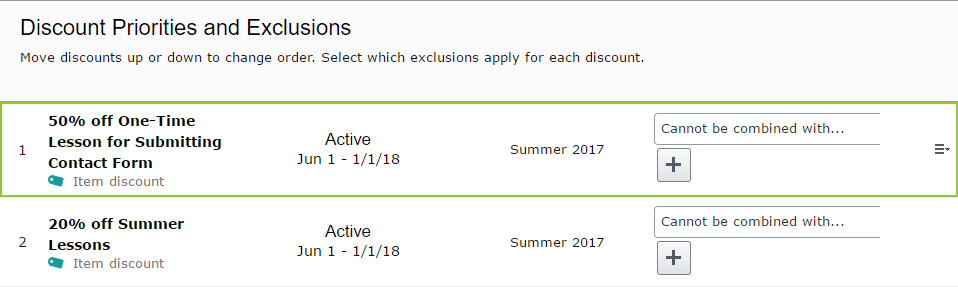 Discount Priorities and Exclusions
Move discounts up or down to change order. Select which exclusions apply for each discount.
1
50% off One-Time
Lesson for Submitting
Contact Form
Item discount
Active
Jun 1 - 1/1/18
Summer 2017
Cannot be combined with...
2
20% off Summer
Lessons
Item discount
Active
Jun 1 - 1/1/18
Summer 2017
Cannot be combined with...